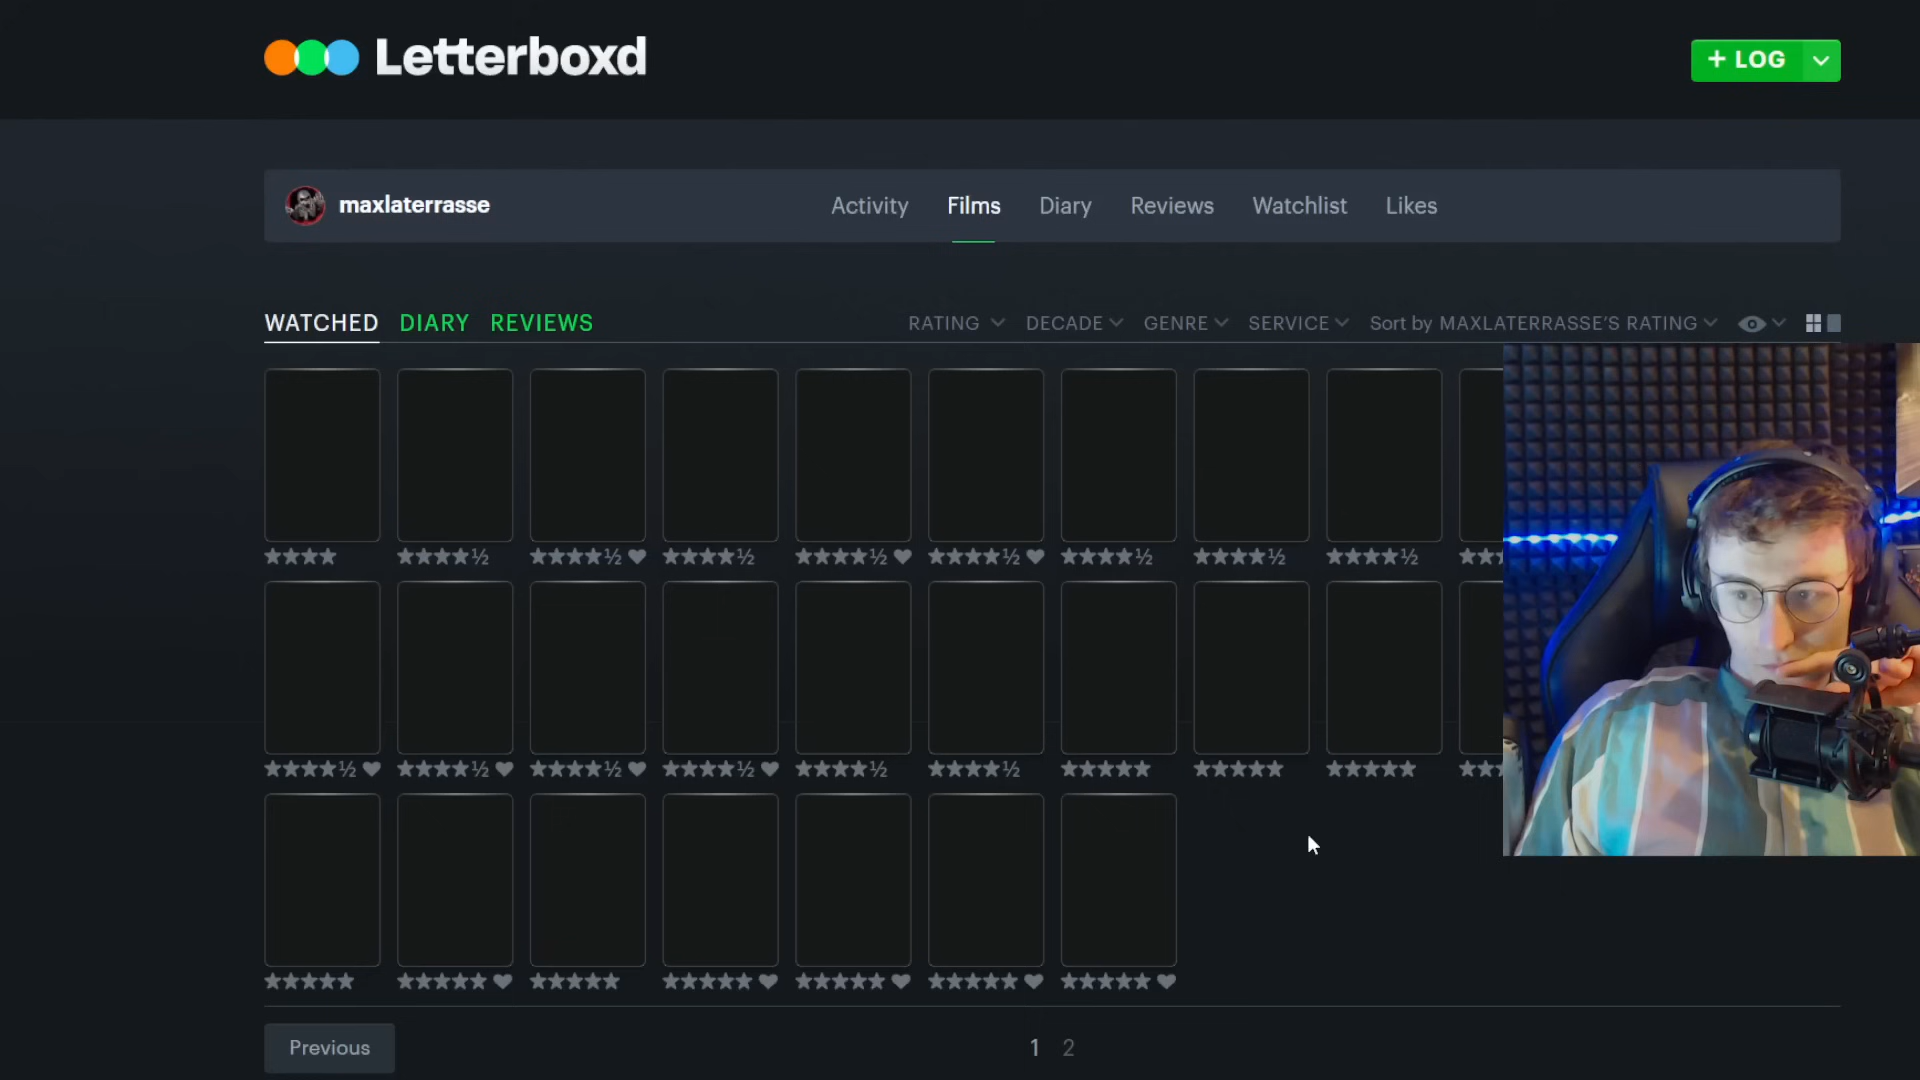 Letterboxd
+ LOG
maxlaterrasse
Activity Films Diary Reviews Watchlist Likes
WATCHED DIARY REVIEWS
RATING DECADE GENRE SERVICE Sort by MAXLATERRASSE'S RATING
★★★★ ★★★★½ ★★★★½ ♥ ★★★★½ ★★★★½ ♥ ★★★★½ ♥ ★★★★½ ★★★★½ ★★★★½ ★★★
★★★★½ ♥ ★★★★½ ♥ ★★★★½ ♥ ★★★★½ ♥ ★★★★½ ★★★★½ ★★★★★ ★★★★★ ★★★★★ ★★★
★★★★★ ★★★★★ ♥ ★★★★★ ★★★★★ ♥ ★★★★★ ♥ ★★★★★ ♥ ★★★★★ ♥
Previous
1 2